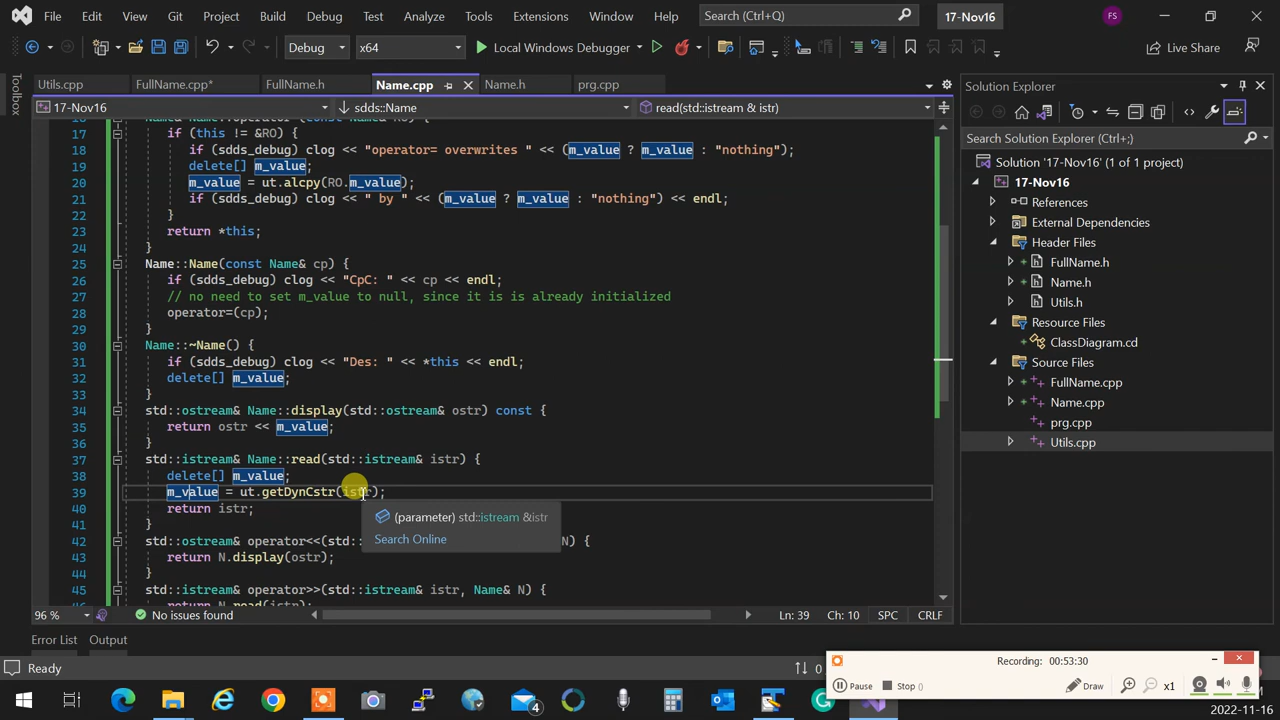 File Edit View Git Project Build Debug Test Analyze Tools Extensions Window Help Search (Ctrl+/) 17-Nov16 FS
Debug x64 Local Windows Debugger Live Share
Utils.cpp FullName.cpp* FullName.h Name.cpp Name.h prg.cpp
17-Nov16 sdds::Name read(std::istream & istr)
17 if (this != &RO)
18 if (sdds_debug) clog << "operator= overwrites " << (m_value ? m_value : "nothing");
19 delete[] m_value;
20 m_value = ut.alcpy(RO.m_value);
21 if (sdds_debug) clog << " by " << (m_value ? m_value : "nothing") << endl;
22 }
23 return *this;
24 }
25 Name::Name(const Name& cp) {
26 if (sdds_debug) clog << "CpC: " << cp << endl;
27 // no need to set m_value to null, since it is is already initialized
28 operator=(cp);
29 }
30 Name::~Name() {
31 if (sdds_debug) clog << "Des: " << *this << endl;
32 delete[] m_value;
33 }
34 std::ostream& Name::display(std::ostream& ostr) const {
35 return ostr << m_value;
36 }
37 std::istream& Name::read(std::istream& istr) {
38 delete[] m_value;
39 m_value = ut.getDynCstr(istr);
40 return istr;
41 }
(parameter) std::istream &istr
Search Online
42 std::ostream& operator<<(std:: N) {
43 return N.display(ostr);
44 }
45 std::istream& operator>>(std::istream& istr, Name& N) {
96 % No issues found Ln: 39 Ch: 10 SPC CRLF
Error List Output
Ready
Toolbox
Solution Explorer
Search Solution Explorer (Ctrl+;)
Solution '17-Nov16' (1 of 1 project)
17-Nov16
References
External Dependencies
Header Files
FullName.h
Name.h
Utils.h
Resource Files
ClassDiagram.cd
Source Files
FullName.cpp
Name.cpp
prg.cpp
Utils.cpp
Recording: 00:53:30
Pause Stop () Draw x1
0
4
2022-11-16